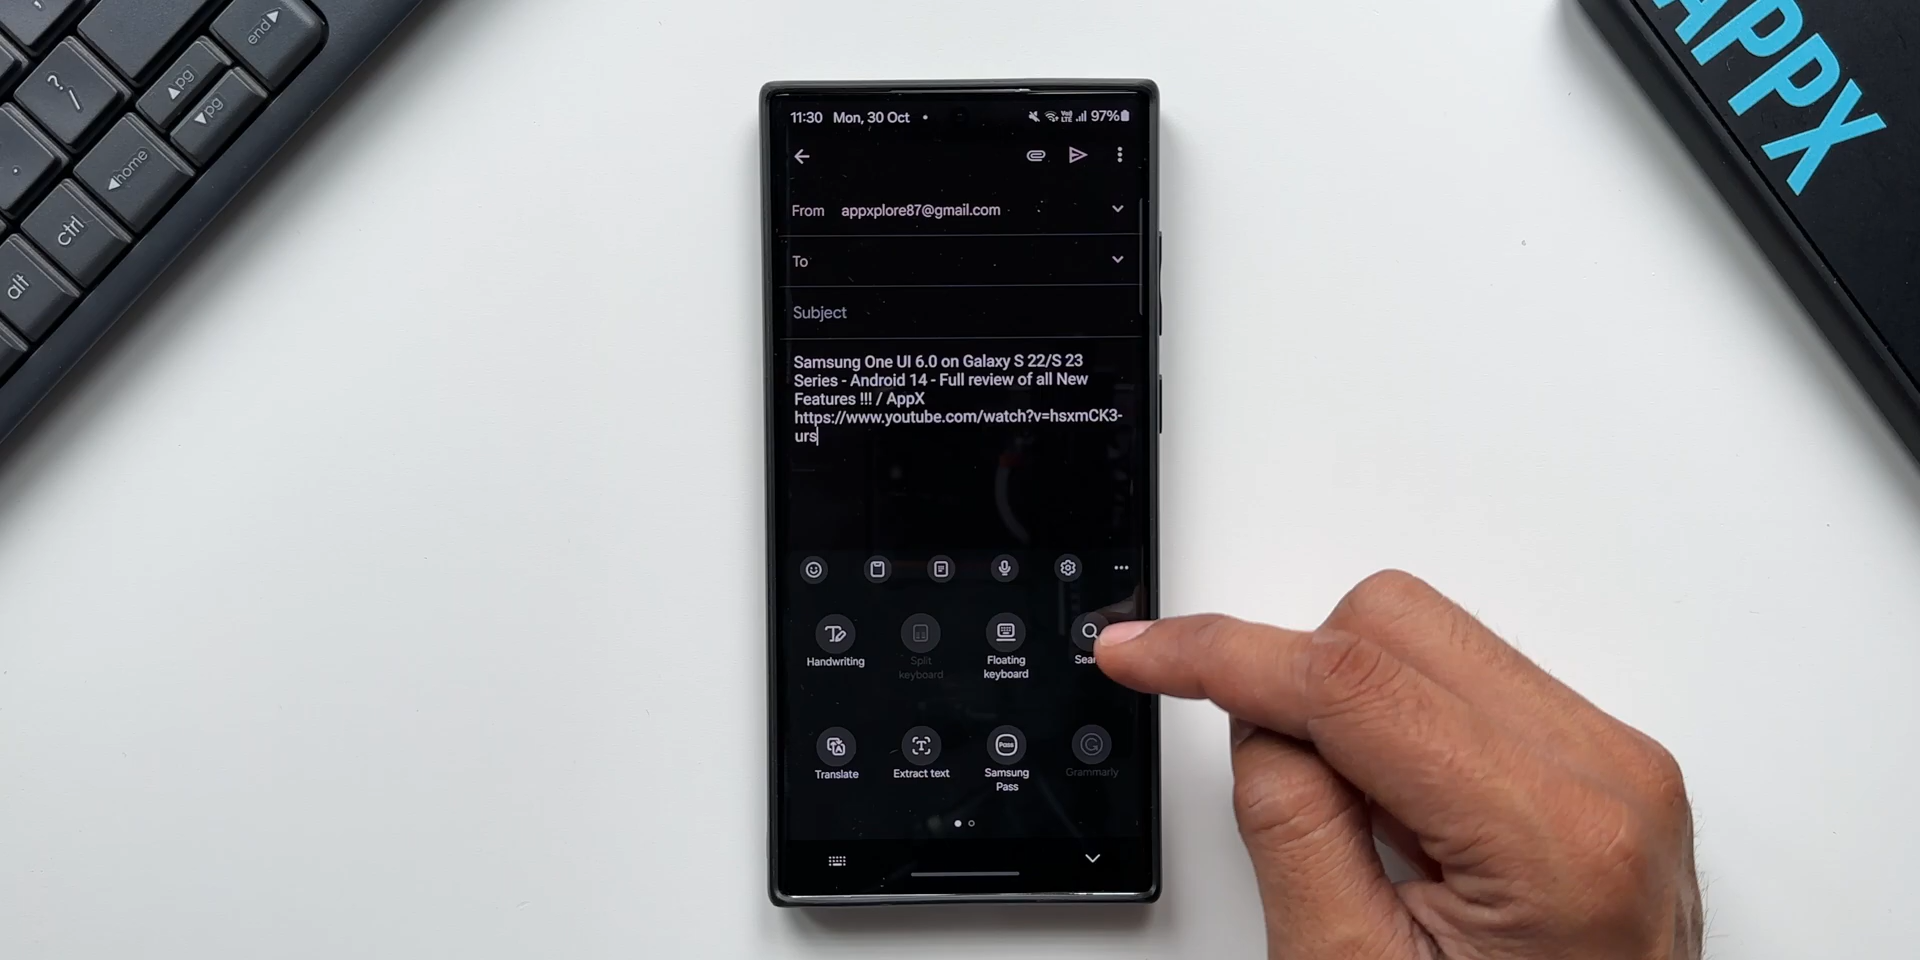 end
pg
?
/
pg
home
ctrl
alt
APPX
11:30 Mon, 30 Oct 97%
From appxplore87@gmail.com
To
Subject
Samsung One UI 6.0 on Galaxy S 22/S 23
Series - Android 14 - Full review of all New
Features !!! / AppX
https://www.youtube.com/watch?v=hsxmCK3-
urs
Handwriting
Split
keyboard
Floating
keyboard
Translate
Extract text
Samsung
Pass
Grammarly